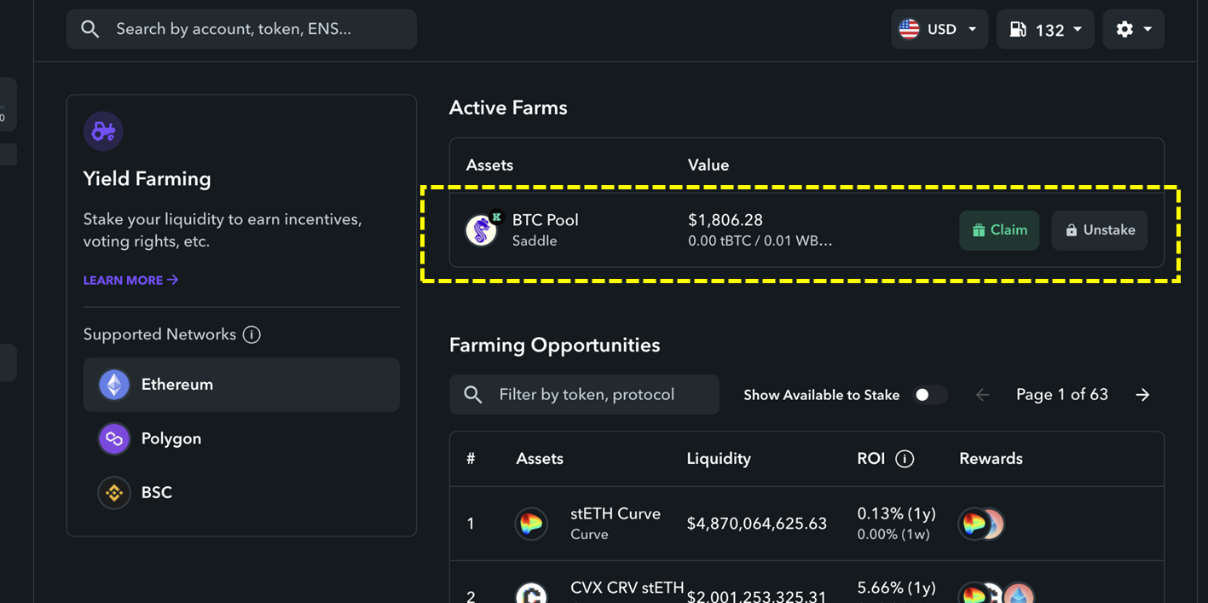 Search by account, token, ENS...
USD
132
0
Yield Farming
Stake your liquidity to earn incentives,
voting rights, etc.
LEARN MORE →
Supported Networks
Ethereum
Polygon
BSC
Active Farms
Assets Value
BTC Pool $1,806.28
Saddle 0.00 tBTC / 0.01 WB...
K
Claim Unstake
Farming Opportunities
Filter by token, protocol
Show Available to Stake
← Page 1 of 63 →
# Assets Liquidity ROI Rewards
1 stETH Curve $4,870,064,625.63 0.13% (1y)
Curve 0.00% (1w)
2 CVX CRV stETH $2,001,253,325.31 5.66% (1y)